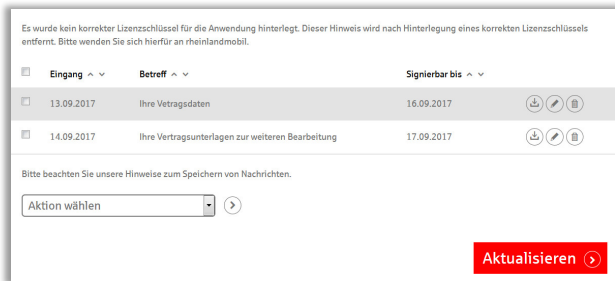 Es wurde kein korrekter Lizenzschlüssel für die Anwendung hinterlegt. Dieser Hinweis wird nach Hinterlegung eines korrekten Lizenzschlüssels
entfernt. Bitte wenden Sie sich hierfür an rheinlandmobil.
Eingang Betreff Signierbar bis
13.09.2017 Ihre Vetragsdaten 16.09.2017
14.09.2017 Ihre Vertragsunterlagen zur weiteren Bearbeitung 17.09.2017
Bitte beachten Sie unsere Hinweise zum Speichern von Nachrichten.
Aktion wählen
Aktualisieren